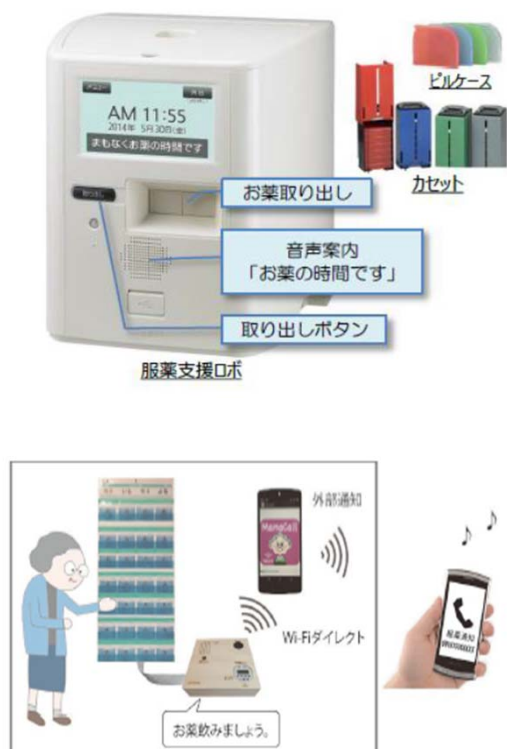 ピルケース
メニュー
AM 11:55
2014年 5月30日(金)
まもなくお薬の時間です
カセット
お薬取り出し
音声案内
「お薬の時間です」
取り出しボタン
服薬支援ロボ
外部通知
Wi-Fiダイレクト
服薬通知
お薬飲みましょう。